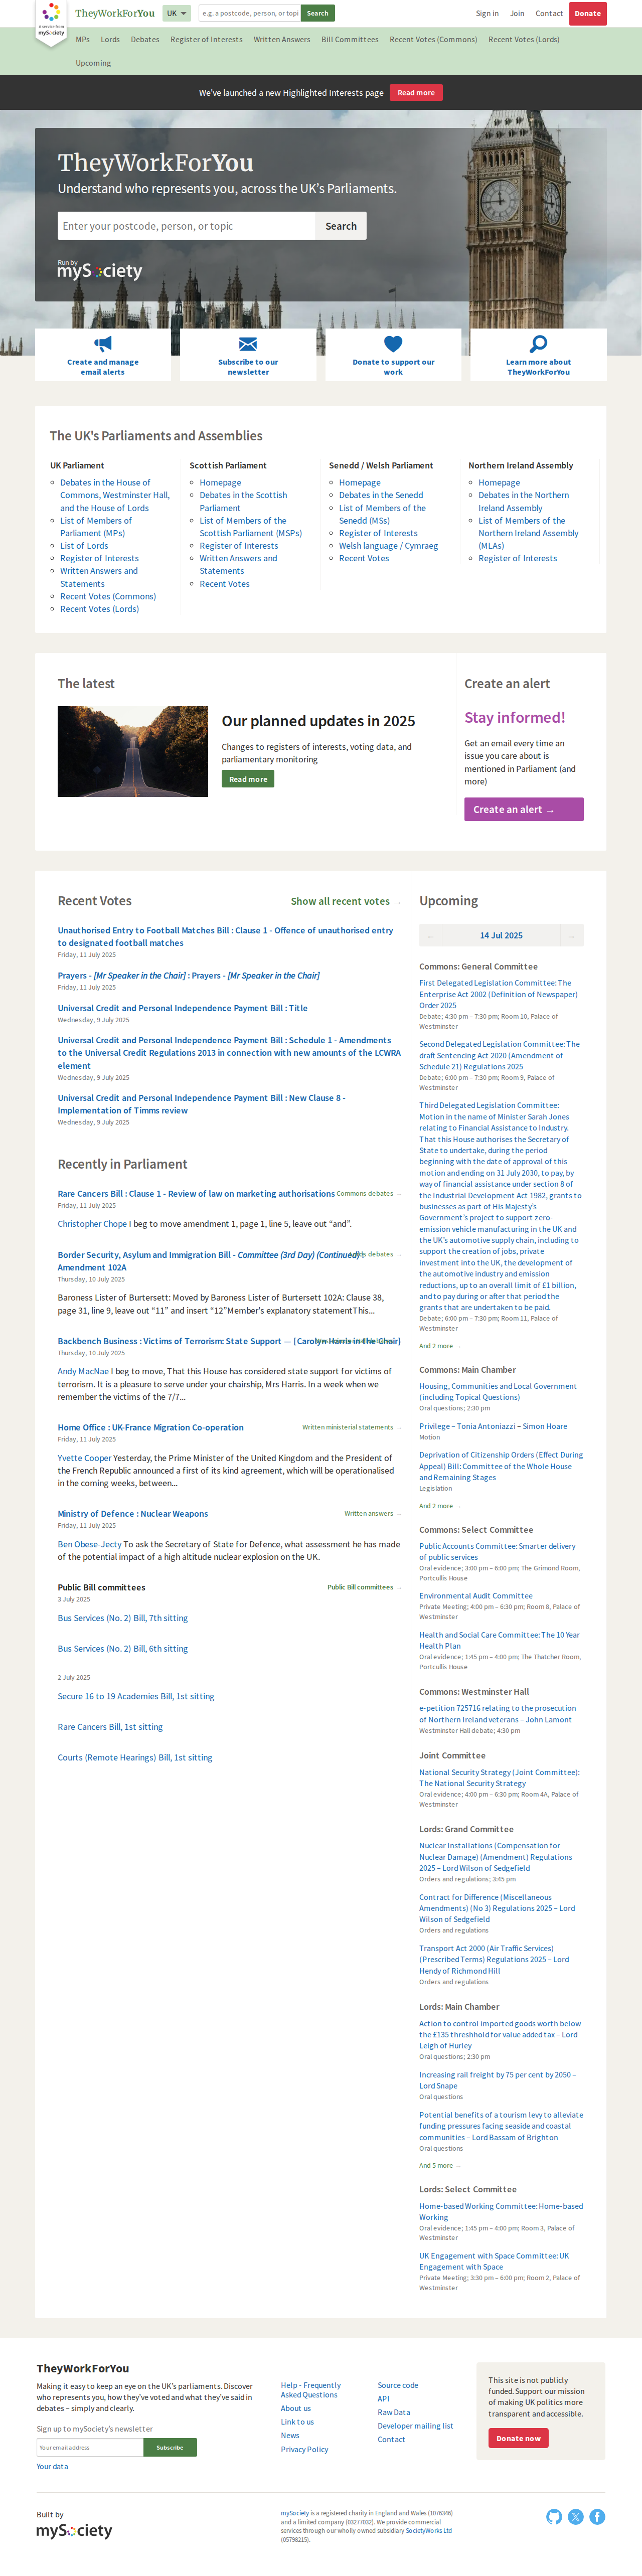 a service from
mySociety
TheyWorkForYou
UK
e.g. a postcode, person, or topi
Search
Sign in
Join
Contact
Donate
MPs
Lords
Debates
Register of Interests
Written Answers
Bill Committees
Recent Votes (Commons)
Recent Votes (Lords)
Upcoming
We've launched a new Highlighted Interests page
Read more
TheyWorkForYou
Understand who represents you, across the UK's Parliaments.
Enter your postcode, person, or topic
Search
Run by
mySociety
Create and manage
email alerts
Subscribe to our
newsletter
Donate to support our
work
Learn more about
TheyWorkForYou
The UK's Parliaments and Assemblies
UK Parliament
Debates in the House of
Commons, Westminster Hall,
and the House of Lords
List of Members of
Parliament (MPs)
List of Lords
Register of Interests
Written Answers and
Statements
Recent Votes (Commons)
Recent Votes (Lords)
Scottish Parliament
Homepage
Debates in the Scottish
Parliament
List of Members of the
Scottish Parliament (MSPs)
Register of Interests
Written Answers and
Statements
Recent Votes
Senedd / Welsh Parliament
Homepage
Debates in the Senedd
List of Members of the
Senedd (MSs)
Register of Interests
Welsh language / Cymraeg
Recent Votes
Northern Ireland Assembly
Homepage
Debates in the Northern
Ireland Assembly
List of Members of the
Northern Ireland Assembly
(MLAs)
Register of Interests
The latest
Our planned updates in 2025
Changes to registers of interests, voting data, and
parliamentary monitoring
Read more
Create an alert
Stay informed!
Get an email every time an
issue you care about is
mentioned in Parliament (and
more)
Create an alert →
Recent Votes
Show all recent votes →
Unauthorised Entry to Football Matches Bill : Clause 1 - Offence of unauthorised entry
to designated football matches
Friday, 11 July 2025
Prayers - [Mr Speaker in the Chair] : Prayers - [Mr Speaker in the Chair]
Friday, 11 July 2025
Universal Credit and Personal Independence Payment Bill : Title
Wednesday, 9 July 2025
Universal Credit and Personal Independence Payment Bill : Schedule 1 - Amendments
to the Universal Credit Regulations 2013 in connection with new amounts of the LCWRA
element
Wednesday, 9 July 2025
Universal Credit and Personal Independence Payment Bill : New Clause 8 -
Implementation of Timms review
Wednesday, 9 July 2025
Recently in Parliament
Rare Cancers Bill : Clause 1 - Review of law on marketing authorisations
Commons debates →
Friday, 11 July 2025
Christopher Chope I beg to move amendment 1, page 1, line 5, leave out “and”.
Border Security, Asylum and Immigration Bill - Committee (3rd Day) (Continued) :
debates →
Amendment 102A
Thursday, 10 July 2025
Baroness Lister of Burtersett: Moved by Baroness Lister of Burtersett 102A: Clause 38,
page 31, line 9, leave out “11” and insert “12”Member's explanatory statementThis...
Backbench Business : Victims of Terrorism: State Support — [Carolyn Harris in the Chair]
Thursday, 10 July 2025
Andy MacNae I beg to move, That this House has considered state support for victims of
terrorism. It is a pleasure to serve under your chairship, Mrs Harris. In a week when we
remember the victims of the 7/7...
Home Office : UK-France Migration Co-operation
Written ministerial statements →
Friday, 11 July 2025
Yvette Cooper Yesterday, the Prime Minister of the United Kingdom and the President of
the French Republic announced a first of its kind agreement, which will be operationalised
in the coming weeks, between...
Ministry of Defence : Nuclear Weapons
Written answers →
Friday, 11 July 2025
Ben Obese-Jecty To ask the Secretary of State for Defence, what assessment he has made
of the potential impact of a high altitude nuclear explosion on the UK.
Public Bill committees
Public Bill committees →
3 July 2025
Bus Services (No. 2) Bill, 7th sitting
Bus Services (No. 2) Bill, 6th sitting
2 July 2025
Secure 16 to 19 Academies Bill, 1st sitting
Rare Cancers Bill, 1st sitting
Courts (Remote Hearings) Bill, 1st sitting
Upcoming
←
14 Jul 2025
→
Commons: General Committee
First Delegated Legislation Committee: The
Enterprise Act 2002 (Definition of Newspaper)
Order 2025
Debate; 4:30 pm – 7:30 pm; Room 10, Palace of
Westminster
Second Delegated Legislation Committee: The
draft Sentencing Act 2020 (Amendment of
Schedule 21) Regulations 2025
Debate; 6:00 pm – 7:30 pm; Room 9, Palace of
Westminster
Third Delegated Legislation Committee:
Motion in the name of Minister Sarah Jones
relating to Financial Assistance to Industry.
That this House authorises the Secretary of
State to undertake, during the period
beginning with the date of approval of this
motion and ending on 31 July 2030, to pay, by
way of financial assistance under section 8 of
the Industrial Development Act 1982, grants to
businesses as part of His Majesty's
Government's project to support zero-
emission vehicle manufacturing in the UK and
the UK's automotive supply chain, including to
support the creation of jobs, private
investment into the UK, the development of
the automotive industry and emission
reductions, up to an overall limit of £1 billion,
and to pay during or after that period the
grants that are undertaken to be paid.
Debate; 6:00 pm – 7:30 pm; Room 11, Palace of
Westminster
And 2 more →
Commons: Main Chamber
Housing, Communities and Local Government
(including Topical Questions)
Oral questions; 2:30 pm
Privilege – Tonia Antoniazzi – Simon Hoare
Motion
Deprivation of Citizenship Orders (Effect During
Appeal) Bill: Committee of the Whole House
and Remaining Stages
Legislation
And 2 more →
Commons: Select Committee
Public Accounts Committee: Smarter delivery
of public services
Oral evidence; 3:00 pm – 6:00 pm; The Grimond Room,
Portcullis House
Environmental Audit Committee
Private Meeting; 4:00 pm – 6:30 pm; Room 8, Palace of
Westminster
Health and Social Care Committee: The 10 Year
Health Plan
Oral evidence; 1:45 pm – 4:00 pm; The Thatcher Room,
Portcullis House
Commons: Westminster Hall
e-petition 725716 relating to the prosecution
of Northern Ireland veterans – John Lamont
Westminster Hall debate; 4:30 pm
Joint Committee
National Security Strategy (Joint Committee):
The National Security Strategy
Oral evidence; 4:00 pm – 6:30 pm; Room 4A, Palace of
Westminster
Lords: Grand Committee
Nuclear Installations (Compensation for
Nuclear Damage) (Amendment) Regulations
2025 – Lord Wilson of Sedgefield
Orders and regulations; 3:45 pm
Contract for Difference (Miscellaneous
Amendments) (No 3) Regulations 2025 – Lord
Wilson of Sedgefield
Orders and regulations
Transport Act 2000 (Air Traffic Services)
(Prescribed Terms) Regulations 2025 – Lord
Hendy of Richmond Hill
Orders and regulations
Lords: Main Chamber
Action to control imported goods worth below
the £135 threshhold for value added tax – Lord
Leigh of Hurley
Oral questions; 2:30 pm
Increasing rail freight by 75 per cent by 2050 –
Lord Snape
Oral questions
Potential benefits of a tourism levy to alleviate
funding pressures facing seaside and coastal
communities – Lord Bassam of Brighton
Oral questions
And 5 more →
Lords: Select Committee
Home-based Working Committee: Home-based
Working
Oral evidence; 1:45 pm – 4:00 pm; Room 3, Palace of
Westminster
UK Engagement with Space Committee: UK
Engagement with Space
Private Meeting; 3:30 pm – 6:00 pm; Room 2, Palace of
Westminster
TheyWorkForYou
Making it easy to keep an eye on the UK's parliaments. Discover
who represents you, how they've voted and what they've said in
debates – simply and clearly.
Sign up to mySociety's newsletter
Your email address
Subscribe
Your data
Help - Frequently
Asked Questions
About us
Link to us
News
Privacy Policy
Source code
API
Raw Data
Developer mailing list
Contact
This site is not publicly
funded. Support our mission
of making UK politics more
transparent and accessible.
Donate now
Built by
mySociety
mySociety is a registered charity in England and Wales (1076346)
and a limited company (03277032). We provide commercial
services through our wholly owned subsidiary SocietyWorks Ltd
(05798215).